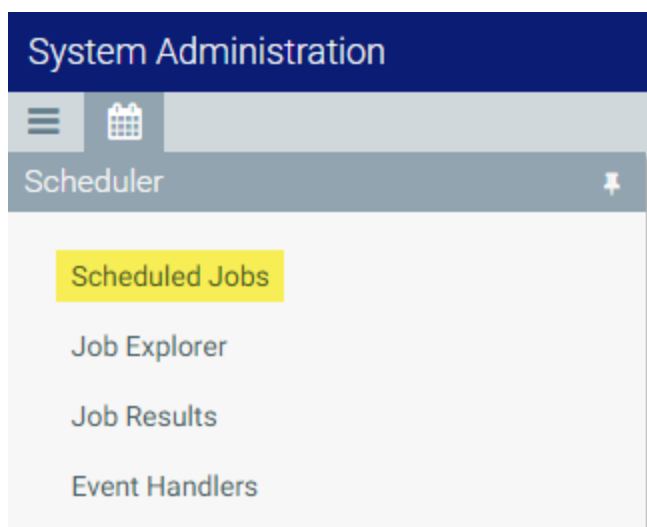 System Administration
Scheduler
Scheduled Jobs
Job Explorer
Job Results
Event Handlers